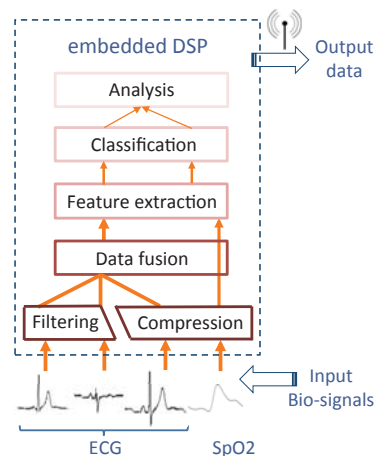 embedded DSP
Output
data
Analysis
Classification
Feature extraction
Data fusion
Filtering
Compression
Input
Bio-signals
ECG
SpO2